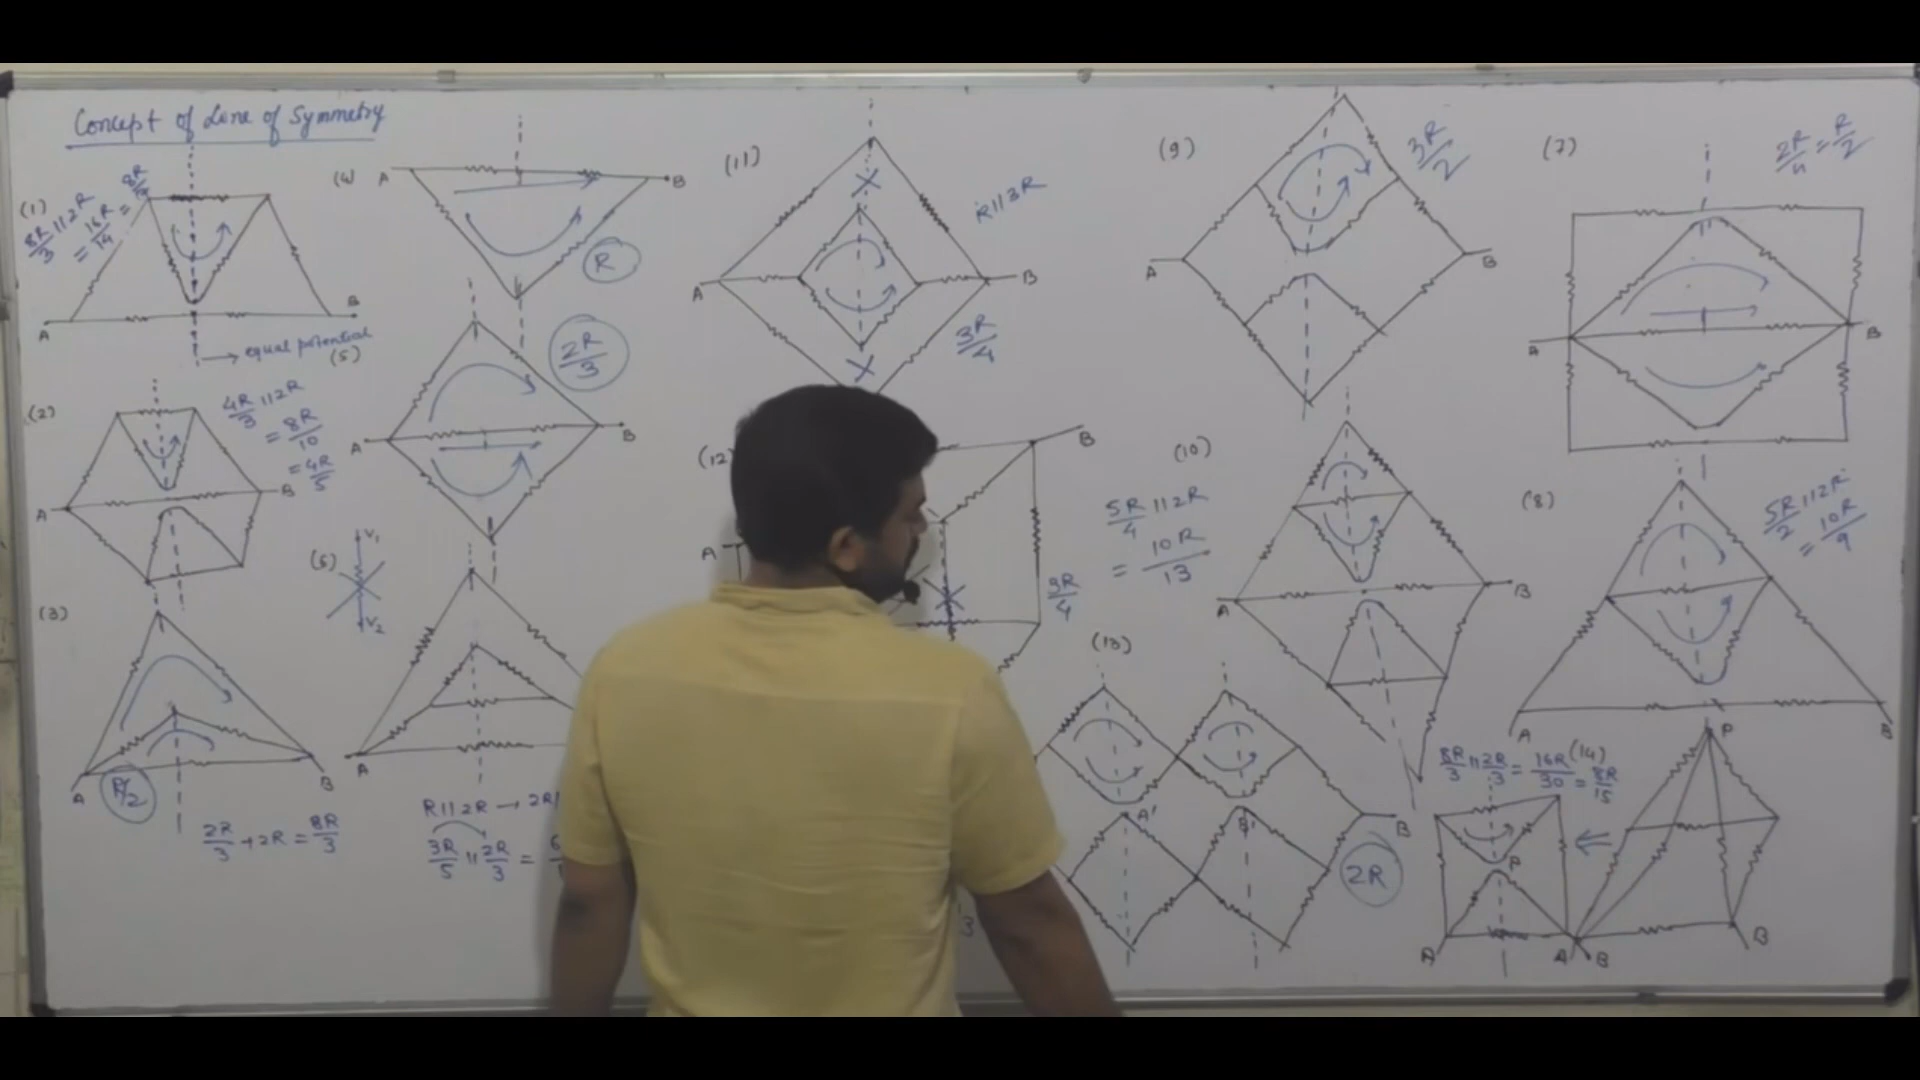 Concept of Line of Symmetry
(1)
8R/3 || 2R
= 16R/14 =
A
B
equal potential
(2)
4R/3 || 2R
= 8R/10
= 4R/5
A
B
(3)
A
B
R/2
2R/3 + 2R = 8R/3
(4)
A
B
R
(5)
A
B
2R/3
(6)
V1
V2
A
R || 2R → 2R/
3R/5 || 2R/3 = 6
(11)
A
B
R || 3R
3R/4
(12)
A
B
3R/4
3
(9)
A
B
3R/2
(10)
A
B
5R/4 || 2R
= 10R/13
(13)
A'
B'
B
2R
(7)
A
B
2R/4 = R/2
(8)
A
B
5R/2 || 2R
= 10R/9
(14)
8R/3 || 2R/3 = 16R/30 = 8R/15
P
A
B
P
A
B